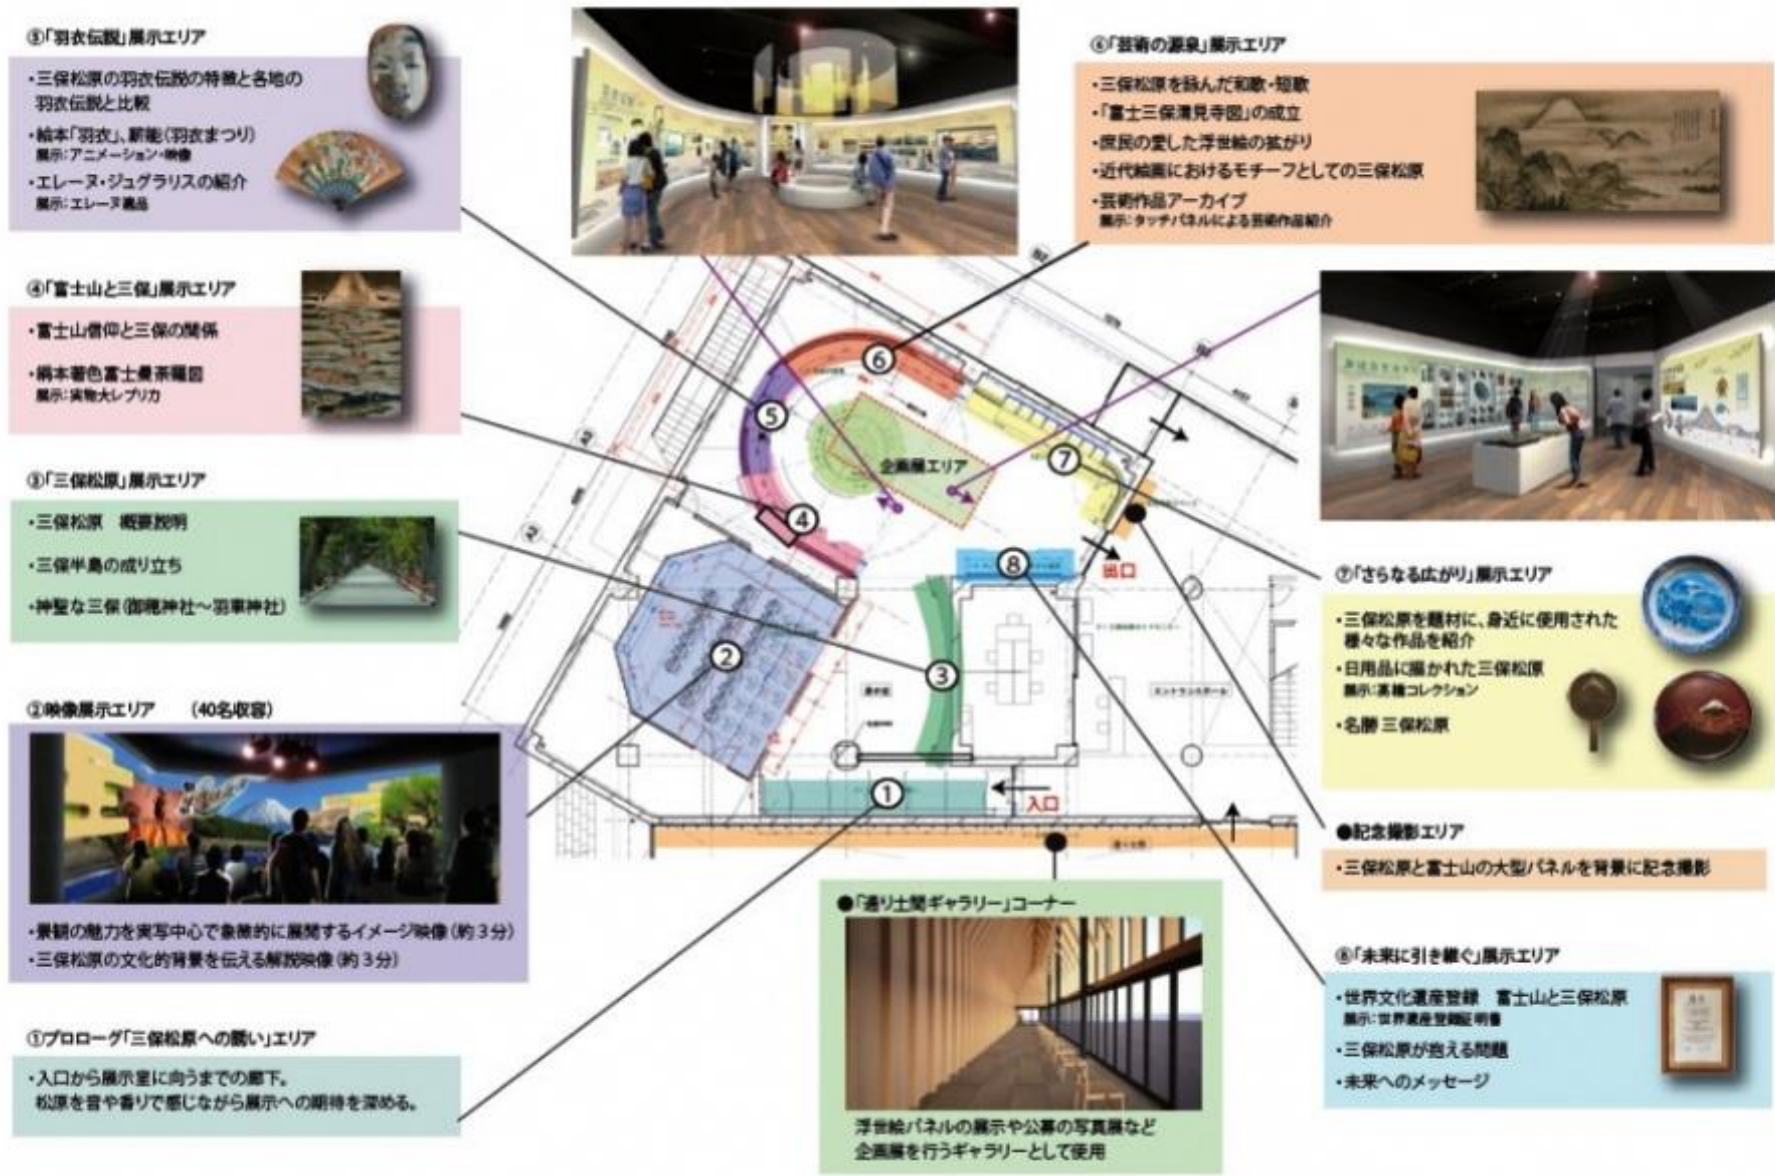 ⑤「羽衣伝説」展示エリア
・三保松原の羽衣伝説の特徴と各地の
羽衣伝説と比較
・絵本「羽衣」、薪能(羽衣まつり)
展示:アニメーション・映像
・エレーヌ・ジュグラリスの紹介
展示:エレーヌ遺品
④「富士山と三保」展示エリア
・富士山信仰と三保の関係
・絹本著色富士曼荼羅図
展示:実物大レプリカ
③「三保松原」展示エリア
・三保松原 概要説明
・三保半島の成り立ち
・神聖な三保(御穂神社〜羽車神社)
②映像展示エリア (40名収容)
・景観の魅力を実写中心で象徴的に展開するイメージ映像(約3分)
・三保松原の文化的背景を伝える解説映像(約3分)
①プロローグ「三保松原への誘い」エリア
・入口から展示室に向うまでの廊下。
松原を音や香りで感じながら展示への期待を深める。
⑥
⑤
企画展エリア
⑦
④
⑧
出口
②
③
エントランスホール
①
入口
通り土間
●「通り土間ギャラリー」コーナー
浮世絵パネルの展示や公募の写真展など
企画展を行うギャラリーとして使用
⑥「芸術の源泉」展示エリア
・三保松原を詠んだ和歌・短歌
・「富士三保清見寺図」の成立
・庶民の愛した浮世絵の拡がり
・近代絵画におけるモチーフとしての三保松原
・芸術作品アーカイブ
展示:タッチパネルによる芸術作品紹介
⑦「さらなる広がり」展示エリア
・三保松原を題材に、身近に使用された
様々な作品を紹介
・日用品に描かれた三保松原
展示:髙橋コレクション
・名勝 三保松原
●記念撮影エリア
・三保松原と富士山の大型パネルを背景に記念撮影
⑧「未来に引き継ぐ」展示エリア
・世界文化遺産登録 富士山と三保松原
展示:世界遺産登録証明書
・三保松原が抱える問題
・未来へのメッセージ